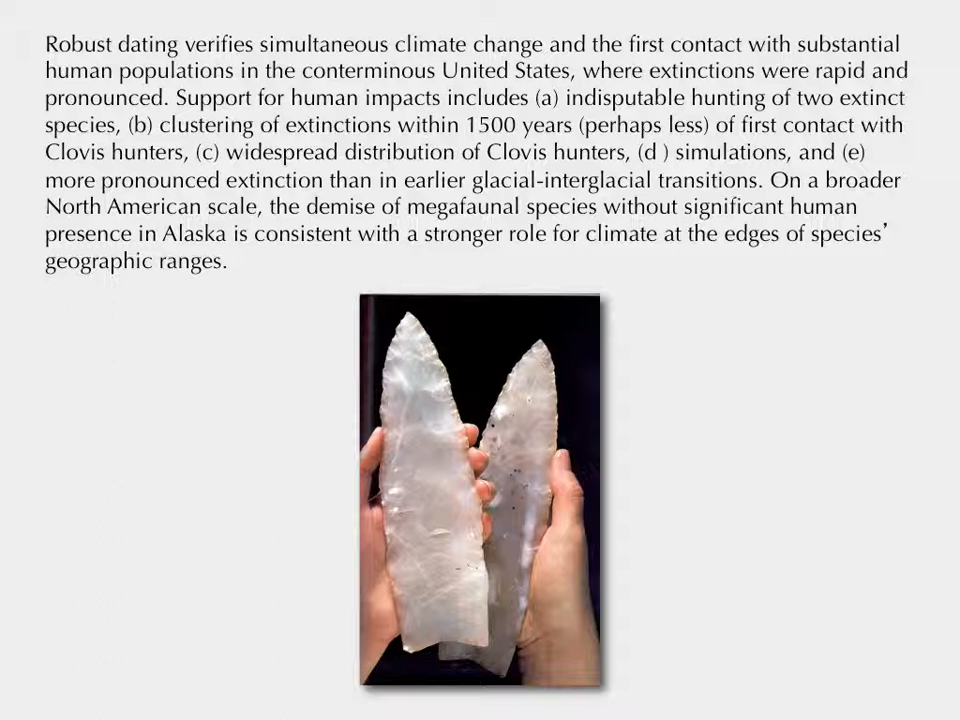 Robust dating verifies simultaneous climate change and the first contact with substantial
human populations in the conterminous United States, where extinctions were rapid and
pronounced. Support for human impacts includes (a) indisputable hunting of two extinct
species, (b) clustering of extinctions within 1500 years (perhaps less) of first contact with
Clovis hunters, (c) widespread distribution of Clovis hunters, (d ) simulations, and (e)
more pronounced extinction than in earlier glacial-interglacial transitions. On a broader
North American scale, the demise of megafaunal species without significant human
presence in Alaska is consistent with a stronger role for climate at the edges of species’
geographic ranges.